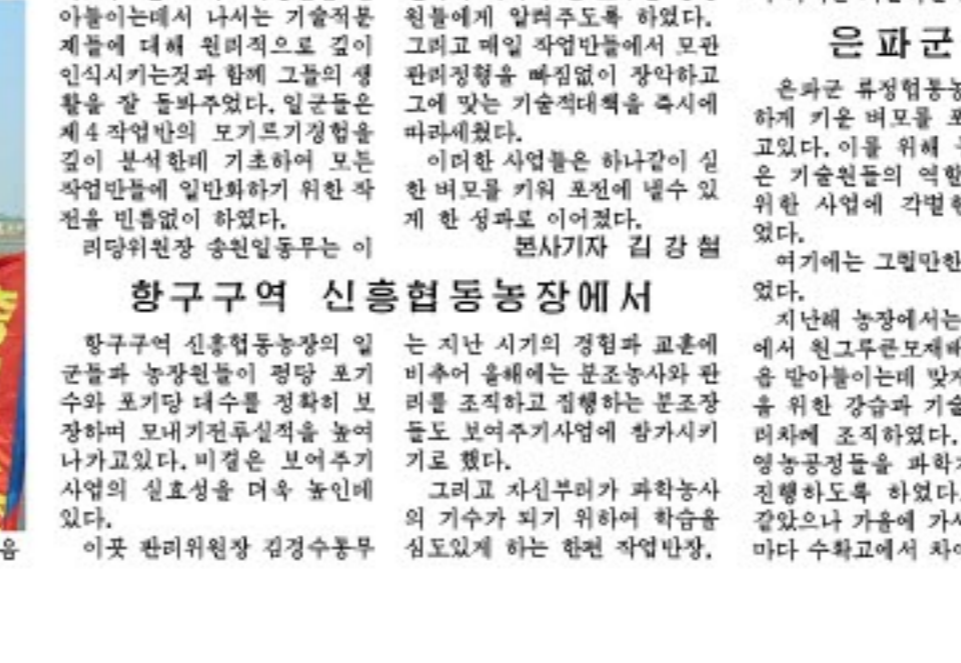 아들이는데서 나서는 기술적문
제들에 대해 원리적으로 깊이
인식시키는것과 함께 그들의 생
활을 잘 돌봐주었다. 일군들은
제4작업반의 모기르기경험을
깊이 분석한데 기초하여 모든
작업반들에 일반화하기 위한 작
전을 빈틈없이 하였다.
리당위원장 송원일동무는 이
원들에게 알려주도록 하였다.
그리고 매일 작업반들에서 모판
관리정형을 빠짐없이 장악하고
그에 맞는 기술적대책을 즉시에
따라세웠다.
이러한 사업들은 하나같이 실
한 벼모를 키워 포전에 낼수 있
게 한 성과로 이어졌다.
본사기자 김강철
항구구역 신흥협동농장에서
항구구역 신흥협동농장의 일
군들과 농장원들이 평당 포기
수와 포기당 대수를 정확히 보
장하며 모내기전투실적을 높여
나가고있다. 비결은 보여주기
사업의 실효성을 더욱 높인데
있다.
이곳 관리위원장 김경수동무
는 지난 시기의 경험과 교훈에
비추어 올해에는 분조농사와 관
리를 조직하고 집행하는 분조장
들도 보여주기사업에 참가시키
기로 했다.
그리고 자신부터가 과학농사
의 기수가 되기 위하여 학습을
심도있게 하는 한편 작업반장,
은파군
은파군 류정협동농
하게 키운 벼모를 포
고있다. 이를 위해
은 기술원들의 역할
위한 사업에 각별한
었다.
여기에는 그럴만한
었다.
지난해 농장에서는
에서 원그루큰모재배
을 받아들이는데 맞게
을 위한 강습과 기술
러차례 조직하였다.
영농공정들을 과학기
진행하도록 하였다.
같았으나 가을에 가서
마다 수확고에서 차이
음